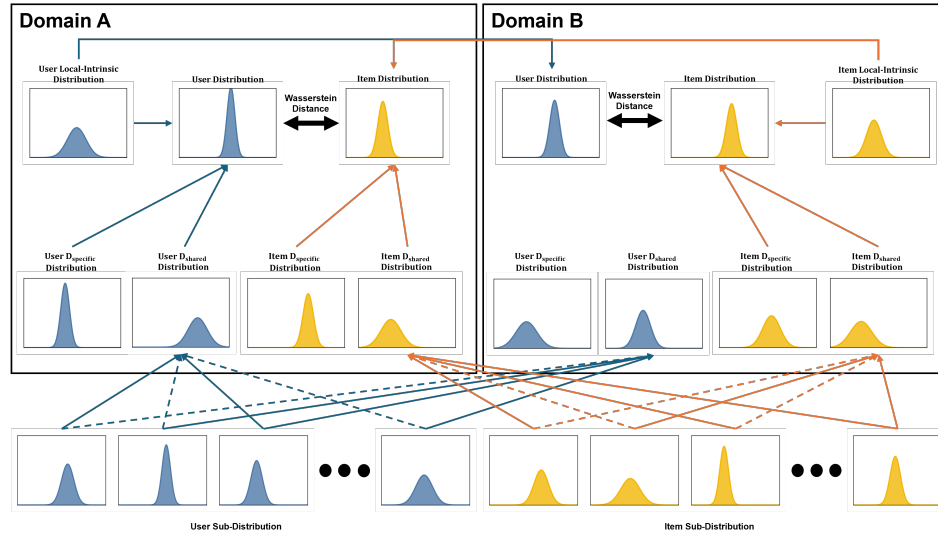 Domain A
Domain B
User Local-Intrinsic
Distribution
User Distribution
Item Distribution
User Distribution
Item Distribution
Item Local-Intrinsic
Distribution
Wasserstein
Distance
Wasserstein
Distance
User Dspecific
Distribution
User Dshared
Distribution
Item Dspecific
Distribution
Item Dshared
Distribution
User Dspecific
Distribution
User Dshared
Distribution
Item Dspecific
Distribution
Item Dshared
Distribution
User Sub-Distribution
Item Sub-Distribution